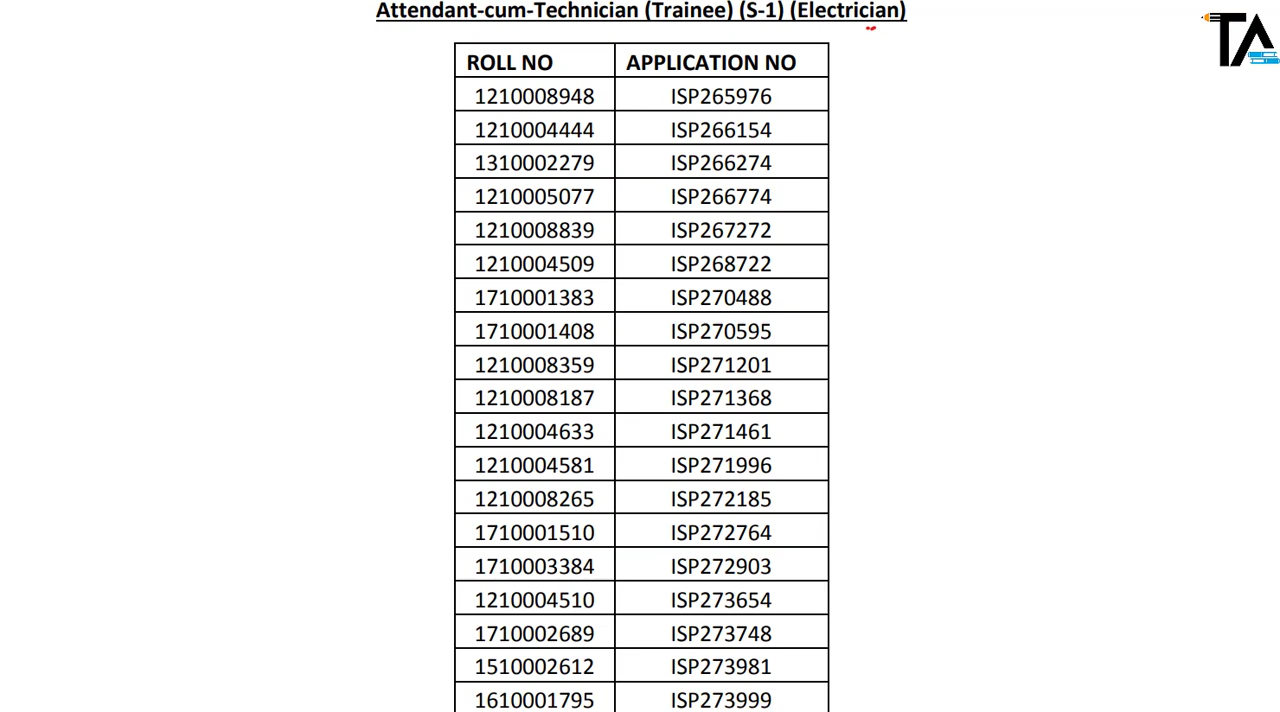 Attendant-cum-Technician (Trainee) (S-1) (Electrician)
TA
ROLL NO APPLICATION NO
1210008948 ISP265976
1210004444 ISP266154
1310002279 ISP266274
1210005077 ISP266774
1210008839 ISP267272
1210004509 ISP268722
1710001383 ISP270488
1710001408 ISP270595
1210008359 ISP271201
1210008187 ISP271368
1210004633 ISP271461
1210004581 ISP271996
1210008265 ISP272185
1710001510 ISP272764
1710003384 ISP272903
1210004510 ISP273654
1710002689 ISP273748
1510002612 ISP273981
1610001795 ISP273999